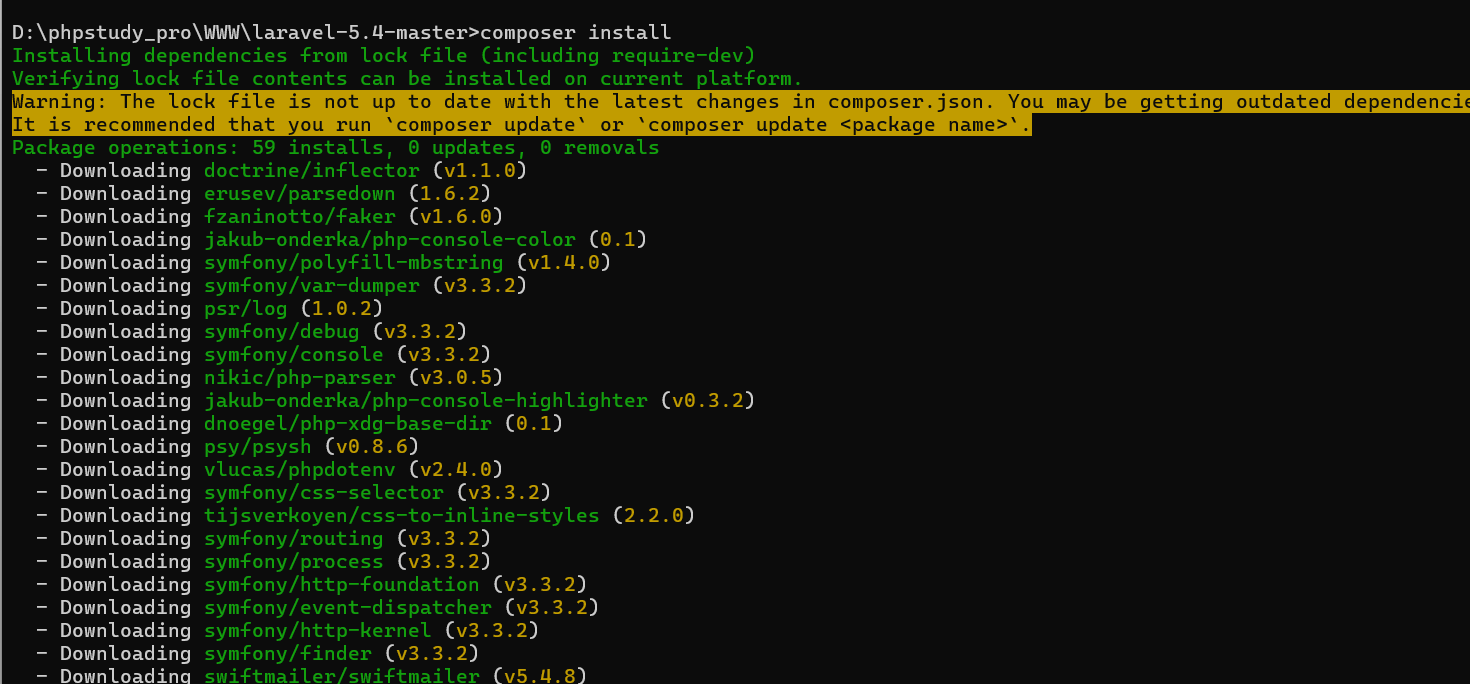 D:\phpstudy_pro\WWW\laravel-5.4-master>composer install
Installing dependencies from lock file (including require-dev)
Verifying lock file contents can be installed on current platform.
Warning: The lock file is not up to date with the latest changes in composer.json. You may be getting outdated dependencie
It is recommended that you run `composer update` or `composer update <package name>`.
Package operations: 59 installs, 0 updates, 0 removals
  - Downloading doctrine/inflector (v1.1.0)
  - Downloading erusev/parsedown (1.6.2)
  - Downloading fzaninotto/faker (v1.6.0)
  - Downloading jakub-onderka/php-console-color (0.1)
  - Downloading symfony/polyfill-mbstring (v1.4.0)
  - Downloading symfony/var-dumper (v3.3.2)
  - Downloading psr/log (1.0.2)
  - Downloading symfony/debug (v3.3.2)
  - Downloading symfony/console (v3.3.2)
  - Downloading nikic/php-parser (v3.0.5)
  - Downloading jakub-onderka/php-console-highlighter (v0.3.2)
  - Downloading dnoegel/php-xdg-base-dir (0.1)
  - Downloading psy/psysh (v0.8.6)
  - Downloading vlucas/phpdotenv (v2.4.0)
  - Downloading symfony/css-selector (v3.3.2)
  - Downloading tijsverkoyen/css-to-inline-styles (2.2.0)
  - Downloading symfony/routing (v3.3.2)
  - Downloading symfony/process (v3.3.2)
  - Downloading symfony/http-foundation (v3.3.2)
  - Downloading symfony/event-dispatcher (v3.3.2)
  - Downloading symfony/http-kernel (v3.3.2)
  - Downloading symfony/finder (v3.3.2)
  - Downloading swiftmailer/swiftmailer (v5.4.8)